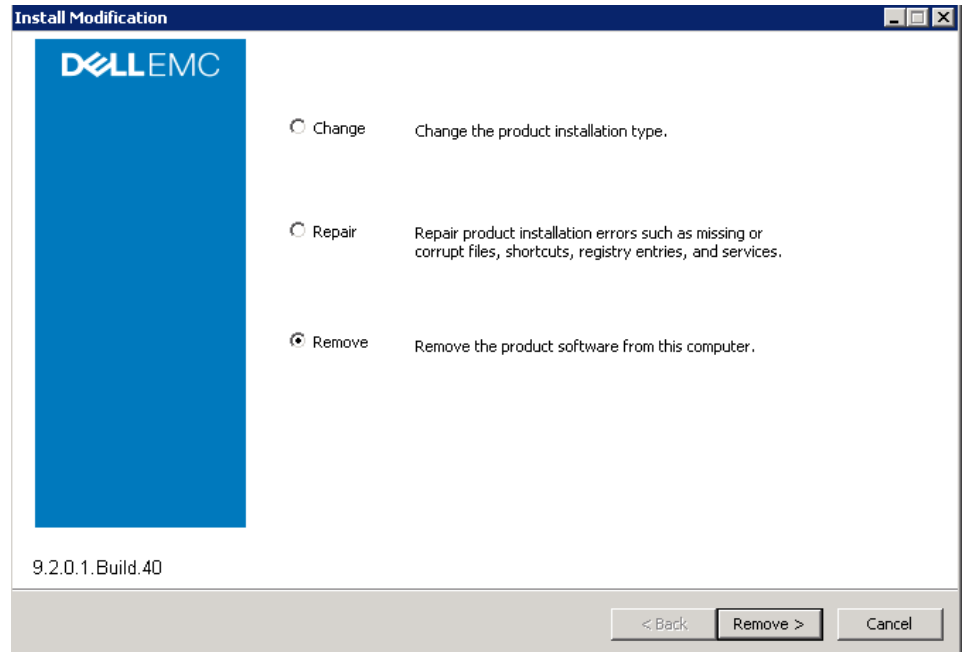 Install Modification
DELLEMC
Change
Change the product installation type.
Repair
Repair product installation errors such as missing or
corrupt files, shortcuts, registry entries, and services.
Remove
Remove the product software from this computer.
9.2.0.1.Build.40
< Back
Remove >
Cancel